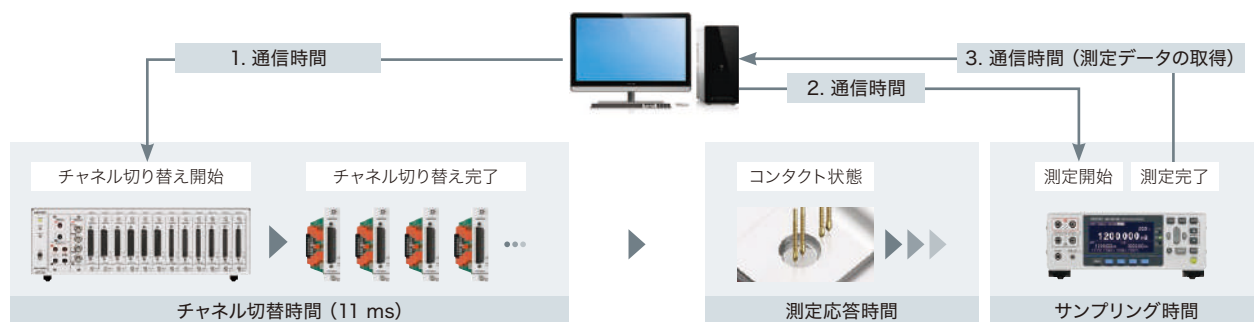 1. 通信時間
3. 通信時間（測定データの取得）
2. 通信時間
チャネル切り替え開始
チャネル切り替え完了
コンタクト状態
測定開始
測定完了
チャネル切替時間（11 ms）
測定応答時間
サンプリング時間